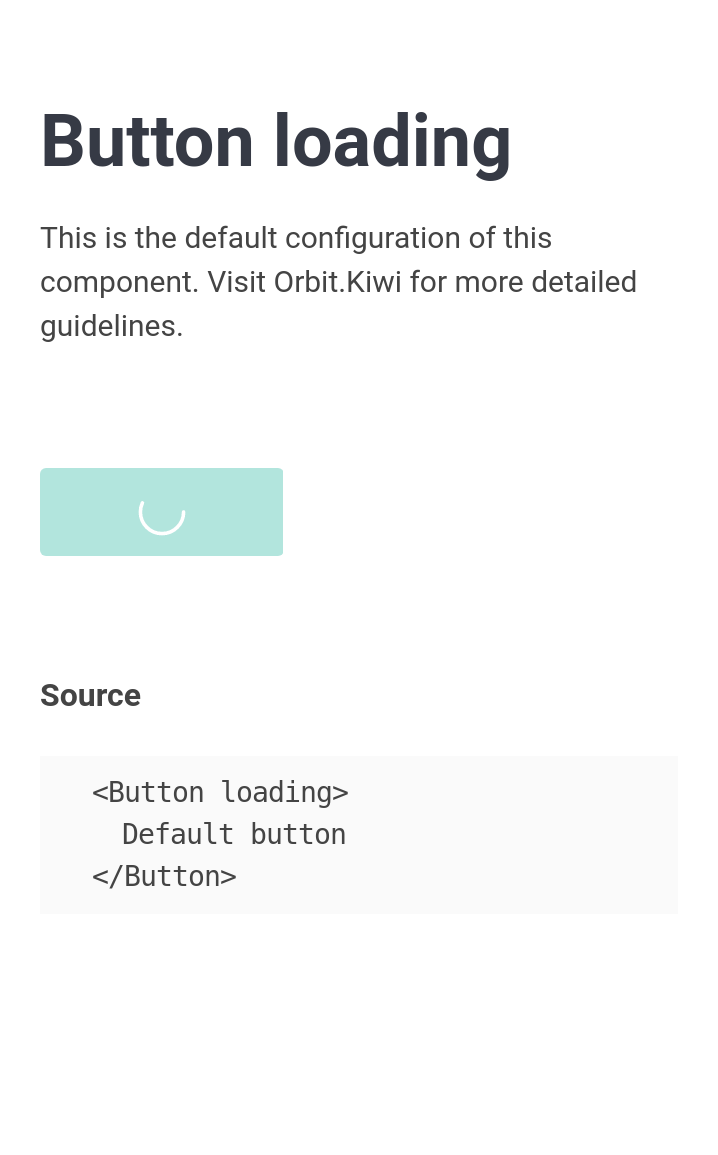 Button loading
This is the default configuration of this
component. Visit Orbit.Kiwi for more detailed
guidelines.
Source
<Button loading>
  Default button
</Button>